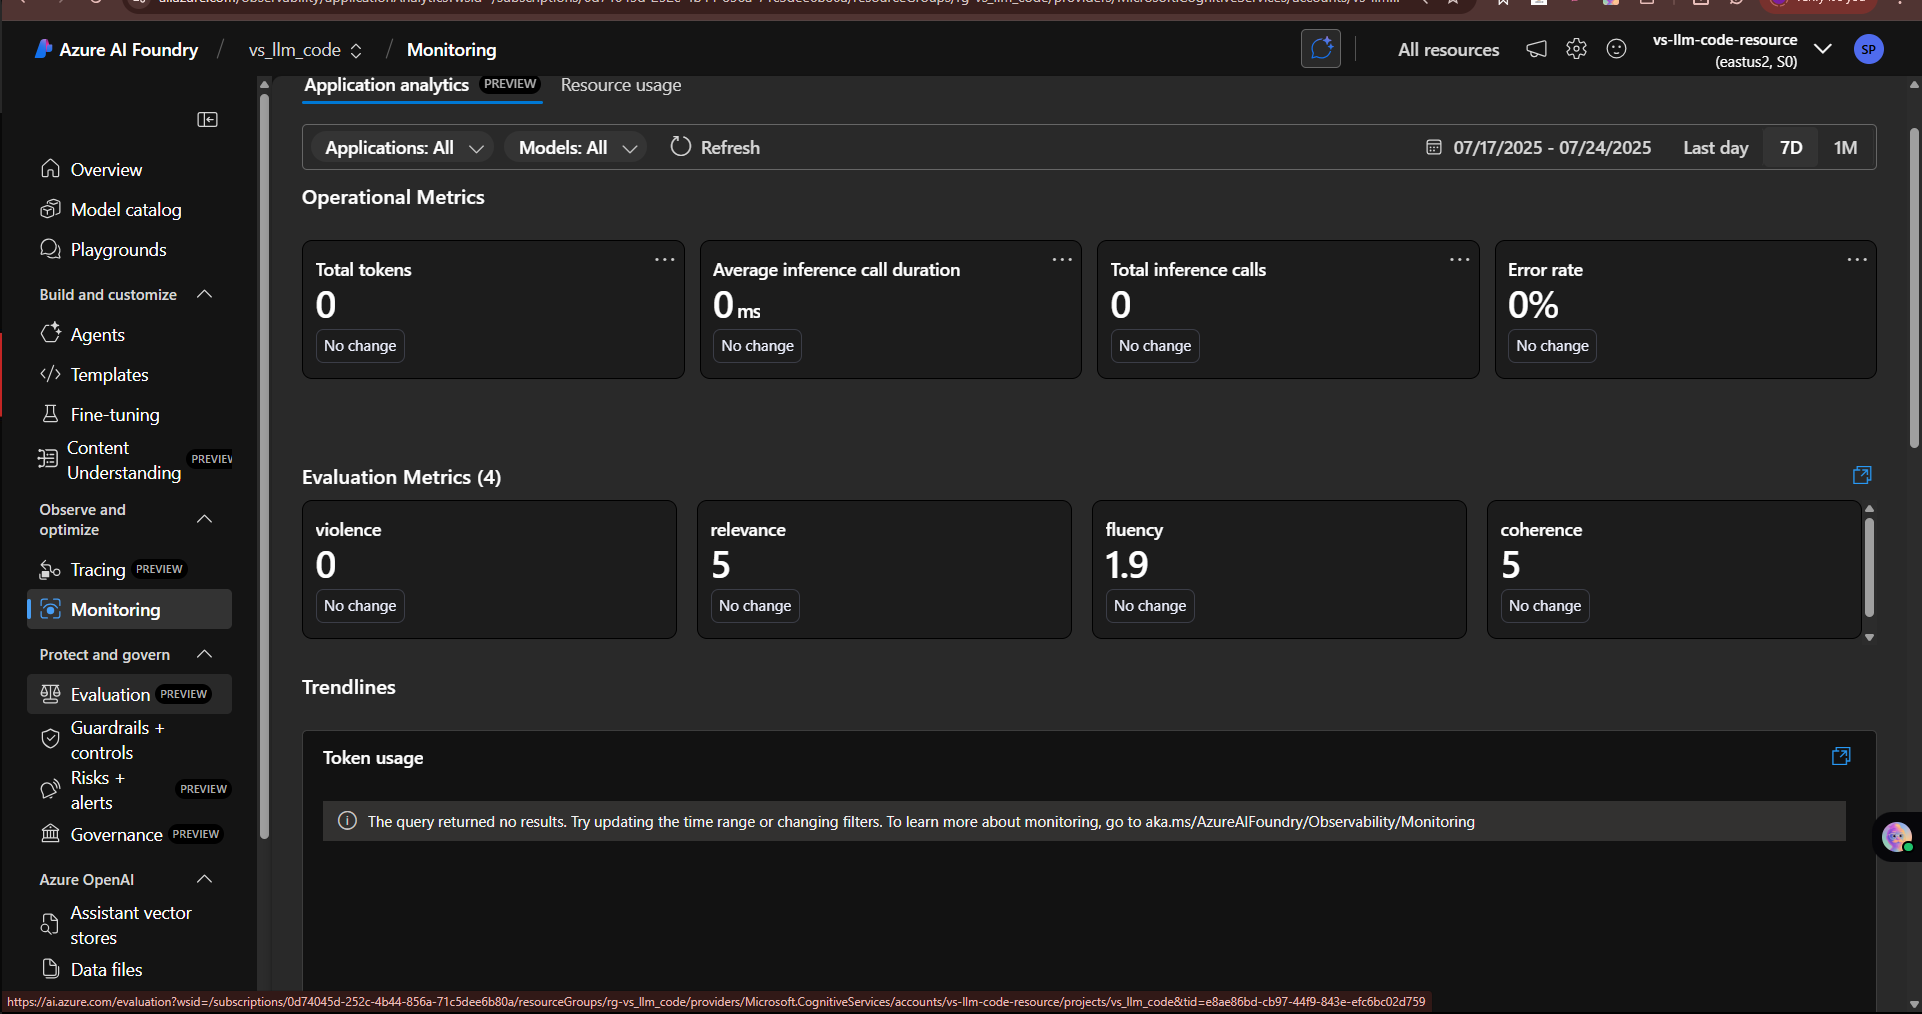 Azure AI Foundry / vs_llm_code / Monitoring
All resources
vs-llm-code-resource
(eastus2, S0)
SP
Overview
Model catalog
Playgrounds
Build and customize
Agents
Templates
Fine-tuning
Content
Understanding PREVIEW
Observe and
optimize
Tracing PREVIEW
Monitoring
Protect and govern
Evaluation PREVIEW
Guardrails +
controls
Risks +
alerts PREVIEW
Governance PREVIEW
Azure OpenAI
Assistant vector
stores
Data files
Application analytics PREVIEW Resource usage
Applications: All Models: All Refresh 07/17/2025 - 07/24/2025 Last day 7D 1M
Operational Metrics
Total tokens
0
No change
Average inference call duration
0 ms
No change
Total inference calls
0
No change
Error rate
0%
No change
Evaluation Metrics (4)
violence
0
No change
relevance
5
No change
fluency
1.9
No change
coherence
5
No change
Trendlines
Token usage
The query returned no results. Try updating the time range or changing filters. To learn more about monitoring, go to aka.ms/AzureAIFoundry/Observability/Monitoring
https://ai.azure.com/evaluation?wsid=/subscriptions/0d74045d-252c-4b44-856a-71c5dee6b80a/resourceGroups/rg-vs_llm_code/providers/Microsoft.CognitiveServices/accounts/vs-llm-code-resource/projects/vs_llm_code&tid=e8ae86bd-cb97-44f9-843e-efc6bc02d759